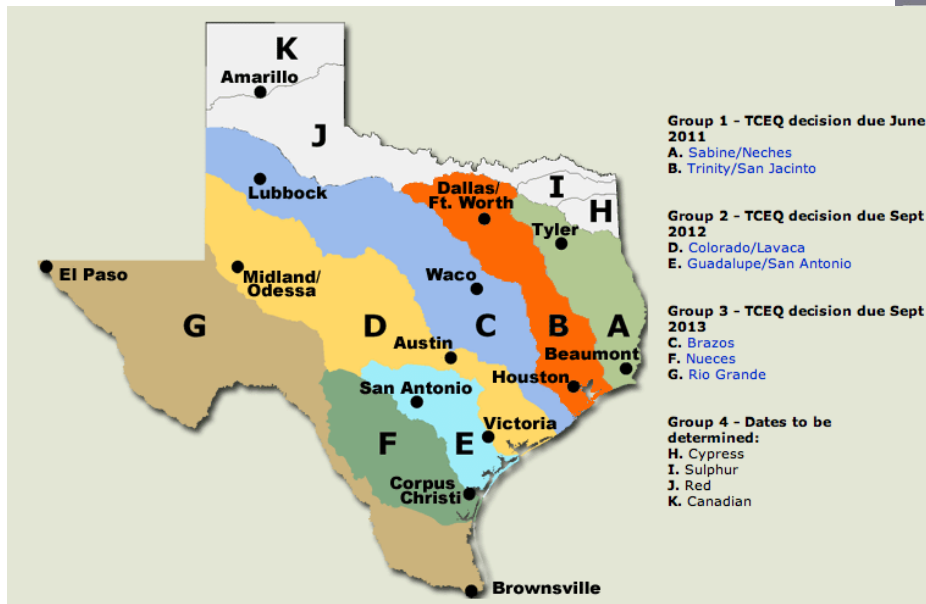 K
Amarillo
J
Lubbock
Dallas/
Ft. Worth
I
H
Tyler
El Paso
Midland/
Odessa
Waco
G
D
C
B
A
Austin
Beaumont
Houston
San Antonio
Victoria
F
E
Corpus
Christi
Brownsville
Group 1 - TCEQ decision due June
2011
A. Sabine/Neches
B. Trinity/San Jacinto
Group 2 - TCEQ decision due Sept
2012
D. Colorado/Lavaca
E. Guadalupe/San Antonio
Group 3 - TCEQ decision due Sept
2013
C. Brazos
F. Nueces
G. Rio Grande
Group 4 - Dates to be
determined:
H. Cypress
I. Sulphur
J. Red
K. Canadian